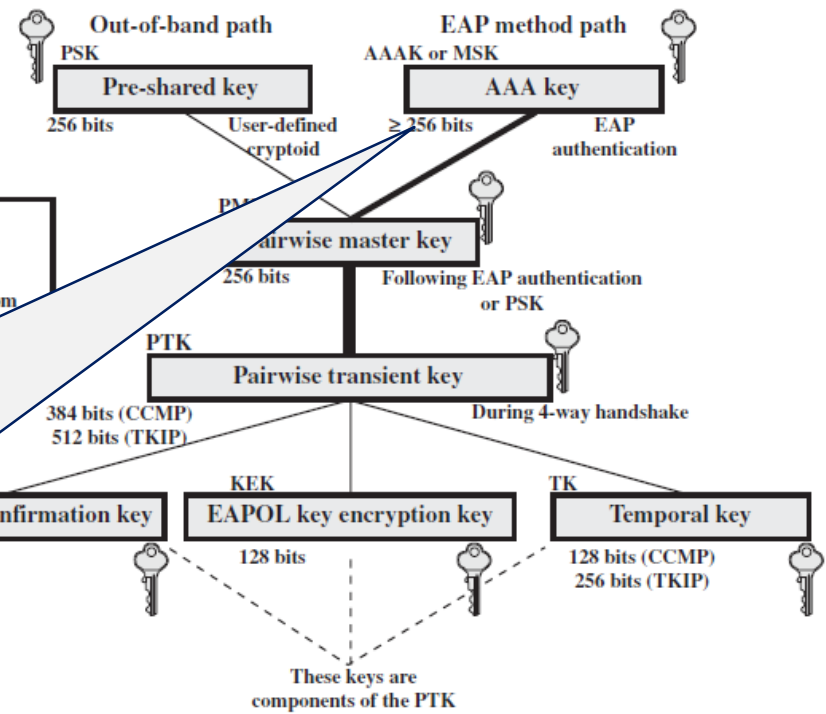 Out-of-band path
EAP method path
PSK
AAAK or MSK
Pre-shared key
AAA key
256 bits
User-defined
cryptoid
≥ 256 bits
EAP
authentication
PM
airwise master key
256 bits
Following EAP authentication
or PSK
m
PTK
Pairwise transient key
384 bits (CCMP)
512 bits (TKIP)
During 4-way handshake
KEK
TK
nfirmation key
EAPOL key encryption key
Temporal key
128 bits
128 bits (CCMP)
256 bits (TKIP)
These keys are
components of the PTK